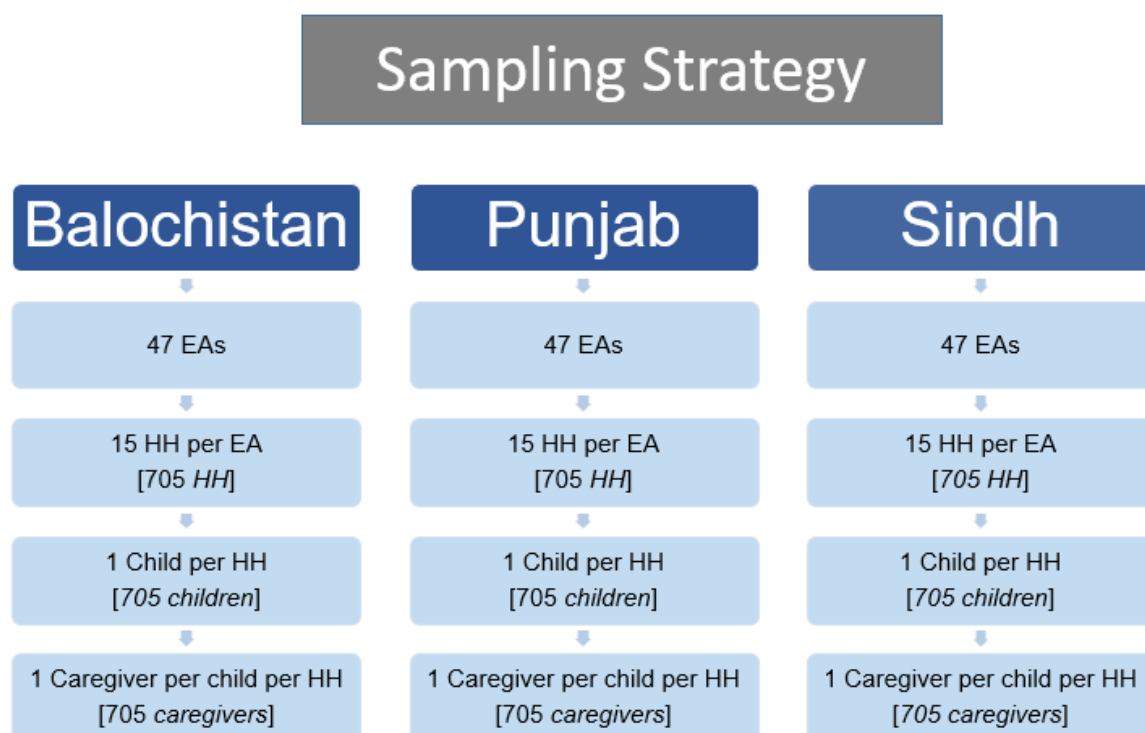 Sampling Strategy
Balochistan
47 EAs
15 HH per EA
[705 HH]
1 Child per HH
[705 children]
1 Caregiver per child per HH
[705 caregivers]
Punjab
47 EAs
15 HH per EA
[705 HH]
1 Child per HH
[705 children]
1 Caregiver per child per HH
[705 caregivers]
Sindh
47 EAs
15 HH per EA
[705 HH]
1 Child per HH
[705 children]
1 Caregiver per child per HH
[705 caregivers]